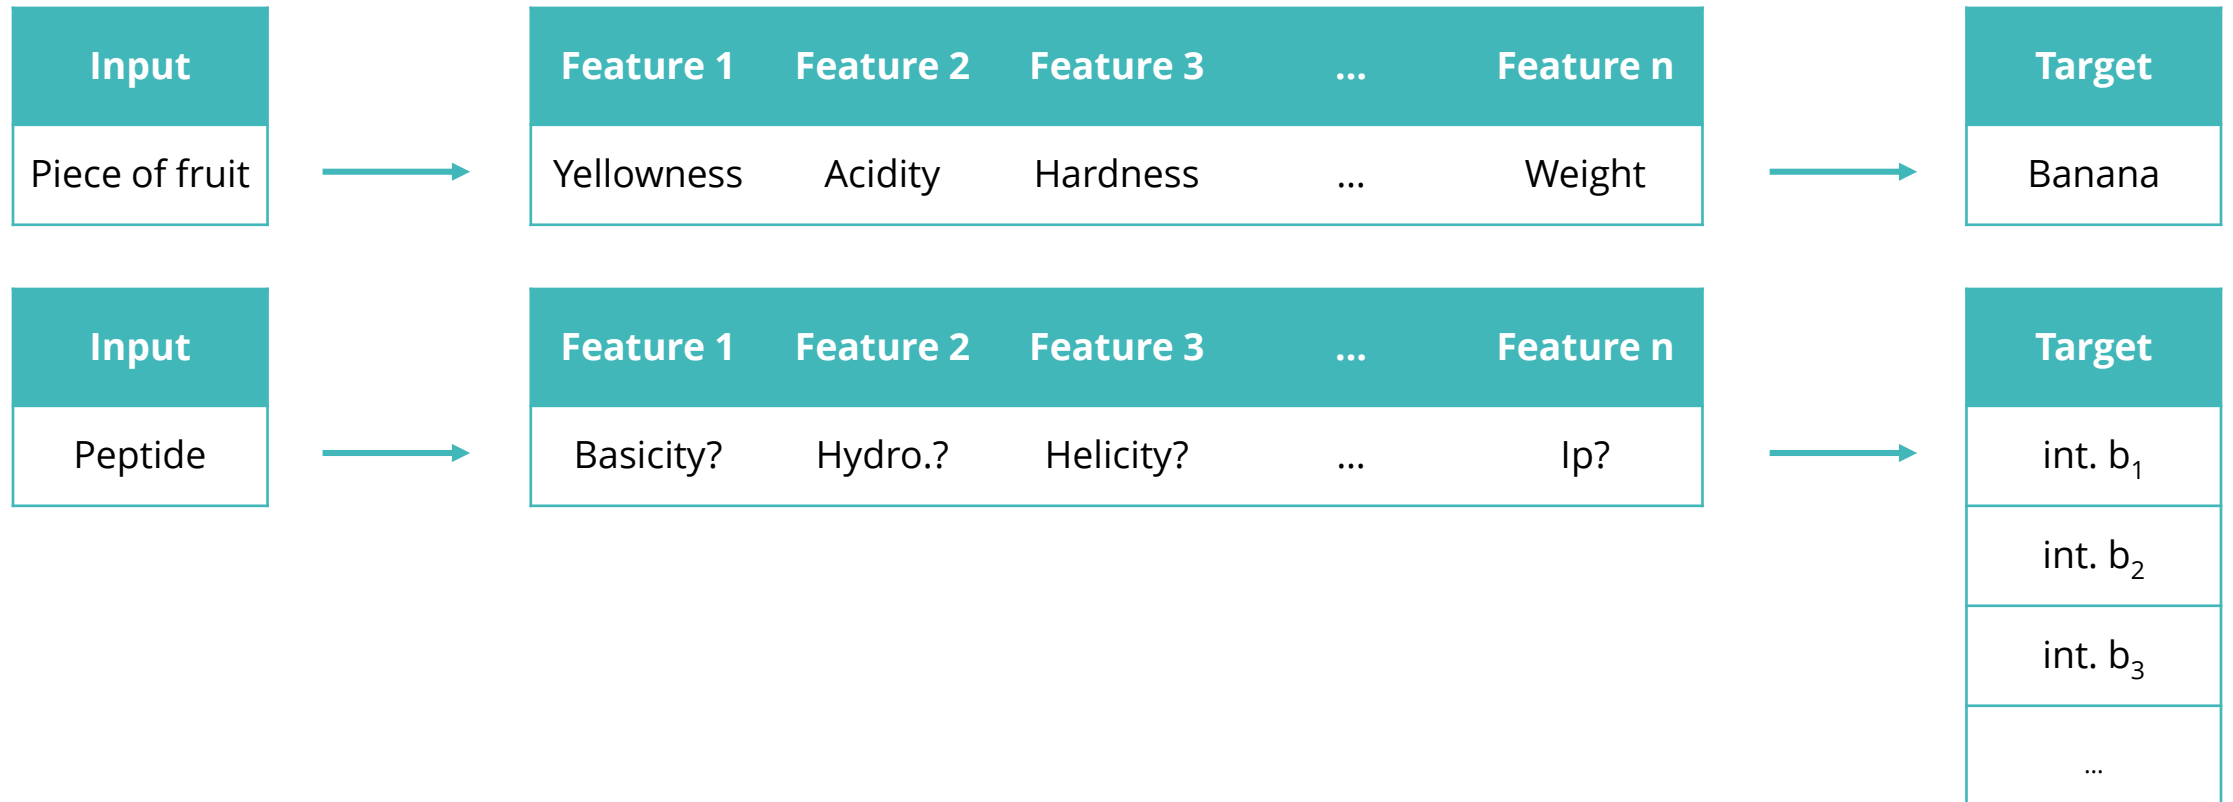 Input Feature 1 Feature 2 Feature 3 ... Feature n Target
Piece of fruit Yellowness Acidity Hardness ... Weight Banana
Input Feature 1 Feature 2 Feature 3 ... Feature n Target
Peptide Basicity? Hydro.? Helicity? ... Ip? int. b₁
int. b₂
int. b₃
...